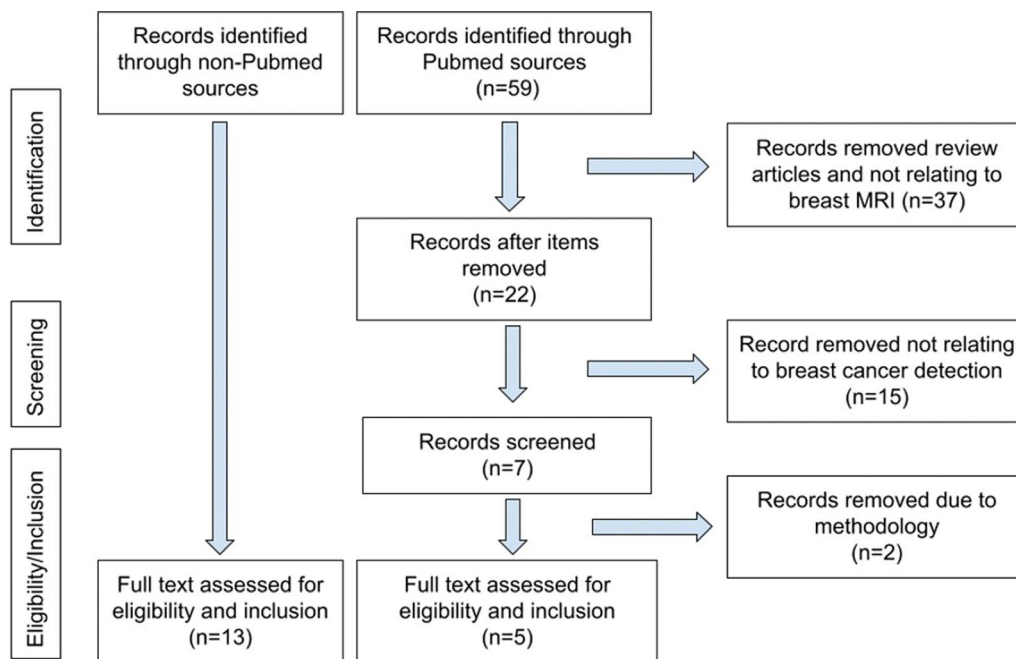 Identification
Screening
Eligibility/Inclusion
Records identified
through non-Pubmed
sources
Records identified through
Pubmed sources
(n=59)
Records removed review
articles and not relating to
breast MRI (n=37)
Records after items
removed
(n=22)
Record removed not relating
to breast cancer detection
(n=15)
Records screened
(n=7)
Records removed due to
methodology
(n=2)
Full text assessed for
eligibility and inclusion
(n=13)
Full text assessed for
eligibility and inclusion
(n=5)